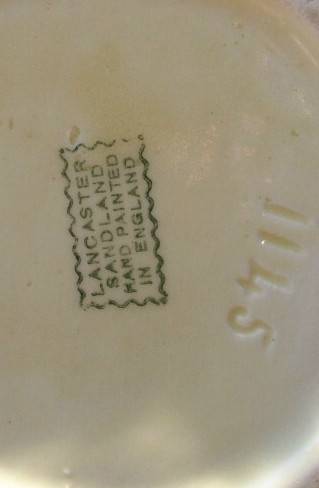 LANCASTER
SANDLAND
HAND PAINTED
IN ENGLAND
1145